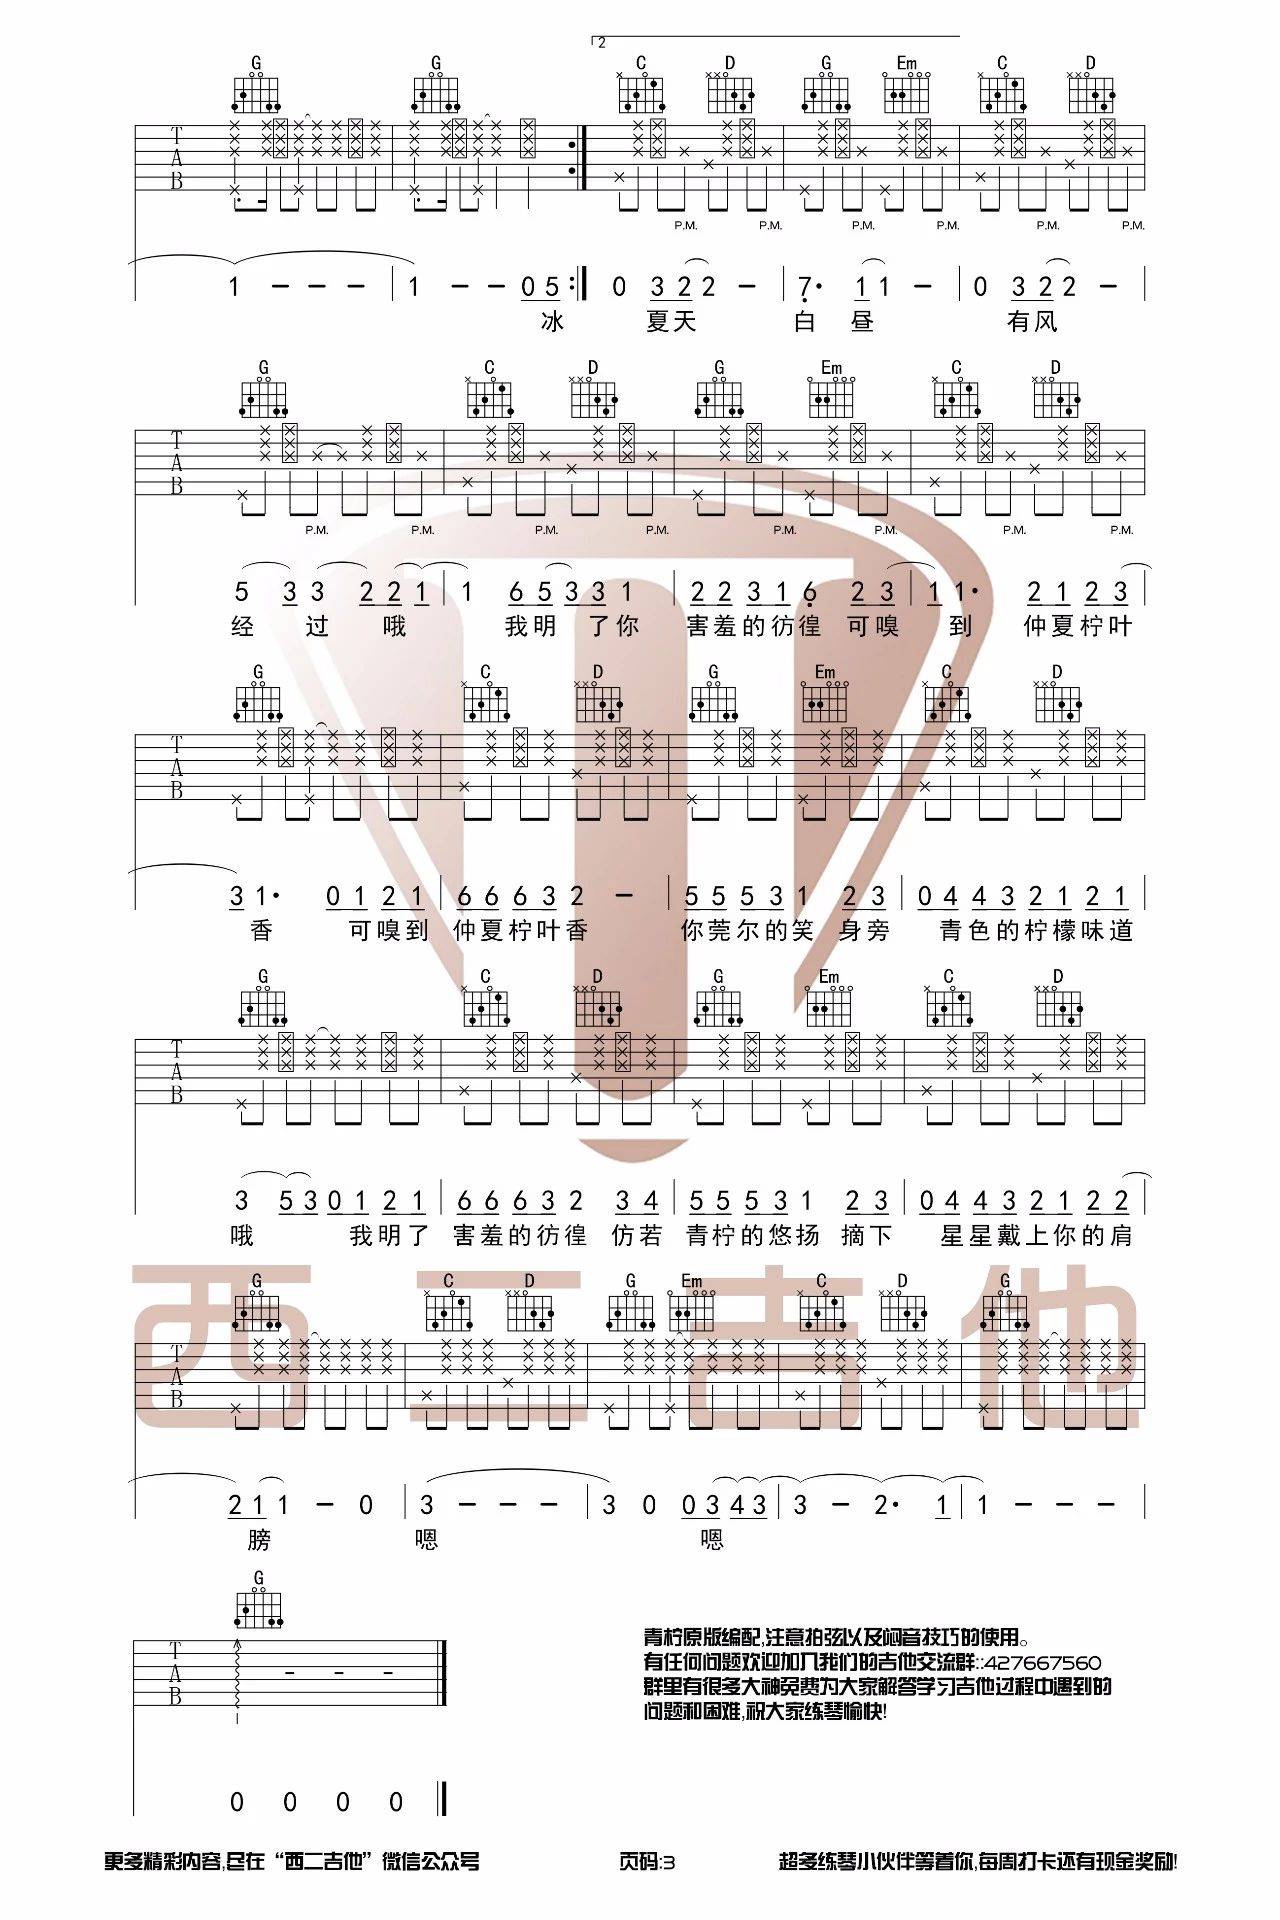 2
G G C D G Em C D
T
A
B
P.M. P.M. P.M. P.M. P.M. P.M.
1 — — — 1 — — 0 5 0 3 2 2 — 7· 1 1 — 0 3 2 2 —
冰 夏天 白 昼 有风
G C D G Em C D
T
A
B
P.M. P.M. P.M. P.M. P.M. P.M. P.M. P.M.
5 3 3 2 2 1 1 6 5 3 3 1 2 2 3 1 6 2 3 1 1· 2 1 2 3
经 过 哦 我明 了你 害羞的彷徨 可嗅 到 仲夏柠叶
G C D G Em C D
T
A
B
3 1· 0 1 2 1 6 6 6 3 2 — 5 5 5 3 1 2 3 0 4 4 3 2 1 2 1
香 可嗅到 仲夏柠叶香 你莞尔的笑 身旁 青色的柠檬味道
G C D G Em C D
T
A
B
3 5 3 0 1 2 1 6 6 6 3 2 3 4 5 5 5 3 1 2 3 0 4 4 3 2 1 2 2
哦 我明了 害羞的彷徨 仿若 青柠的悠扬 摘下 星星戴上你的肩
G C D G Em C D G
T
A
B
2 1 1 — 0 3 — — — 3 0 0 3 4 3 3 — 2· 1 1 — — —
膀 嗯 嗯
西二吉他
G
T
A
B
0 0 0 0
青柠原版编配,注意拍弦以及闷音技巧的使用。
有任何问题欢迎加入我们的吉他交流群::427667560
群里有很多大神免费为大家解答学习吉他过程中遇到的
问题和困难,祝大家练琴愉快!
更多精彩内容,尽在“西二吉他”微信公众号 页码:3 超多练琴小伙伴等着你,每周打卡还有现金奖励!